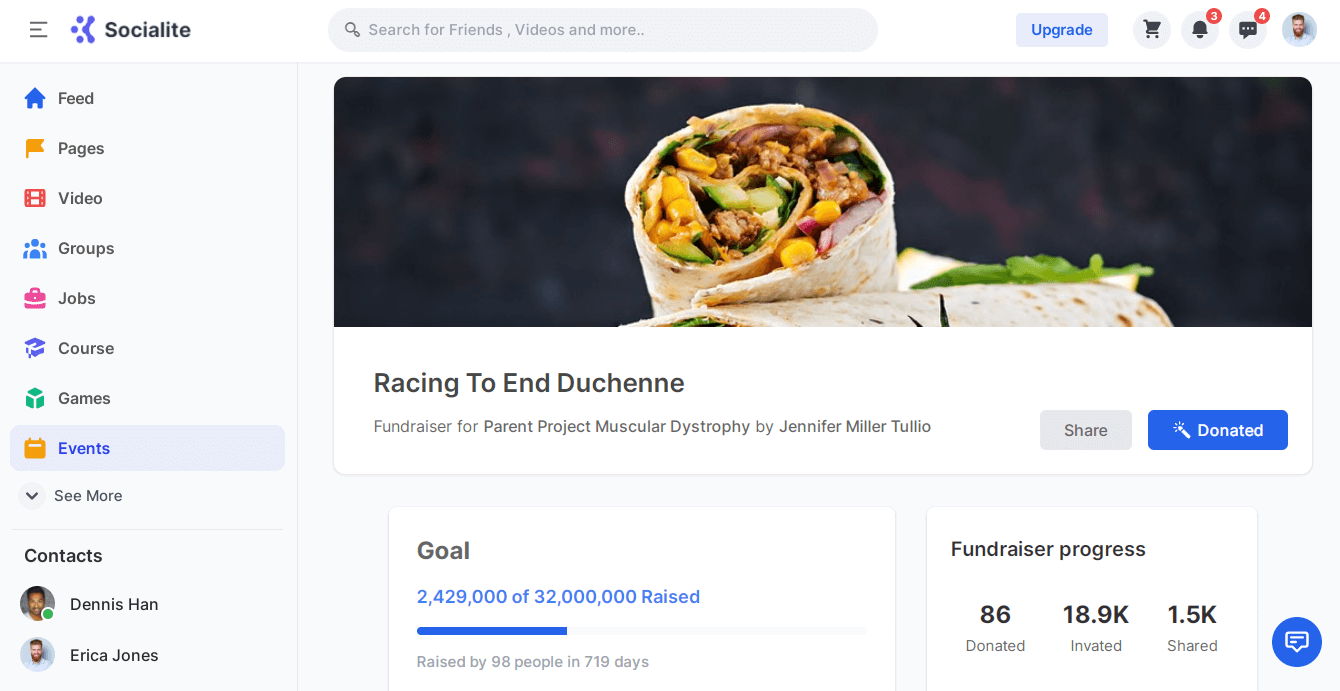 Socialite
Search for Friends , Videos and more..
Upgrade
3
4
Feed
Pages
Video
Groups
Jobs
Course
Games
Events
See More
Contacts
Dennis Han
Erica Jones
Racing To End Duchenne
Fundraiser for Parent Project Muscular Dystrophy by Jennifer Miller Tullio
Share
Donated
Goal
2,429,000 of 32,000,000 Raised
Raised by 98 people in 719 days
Fundraiser progress
86 18.9K 1.5K
Donated Invated Shared